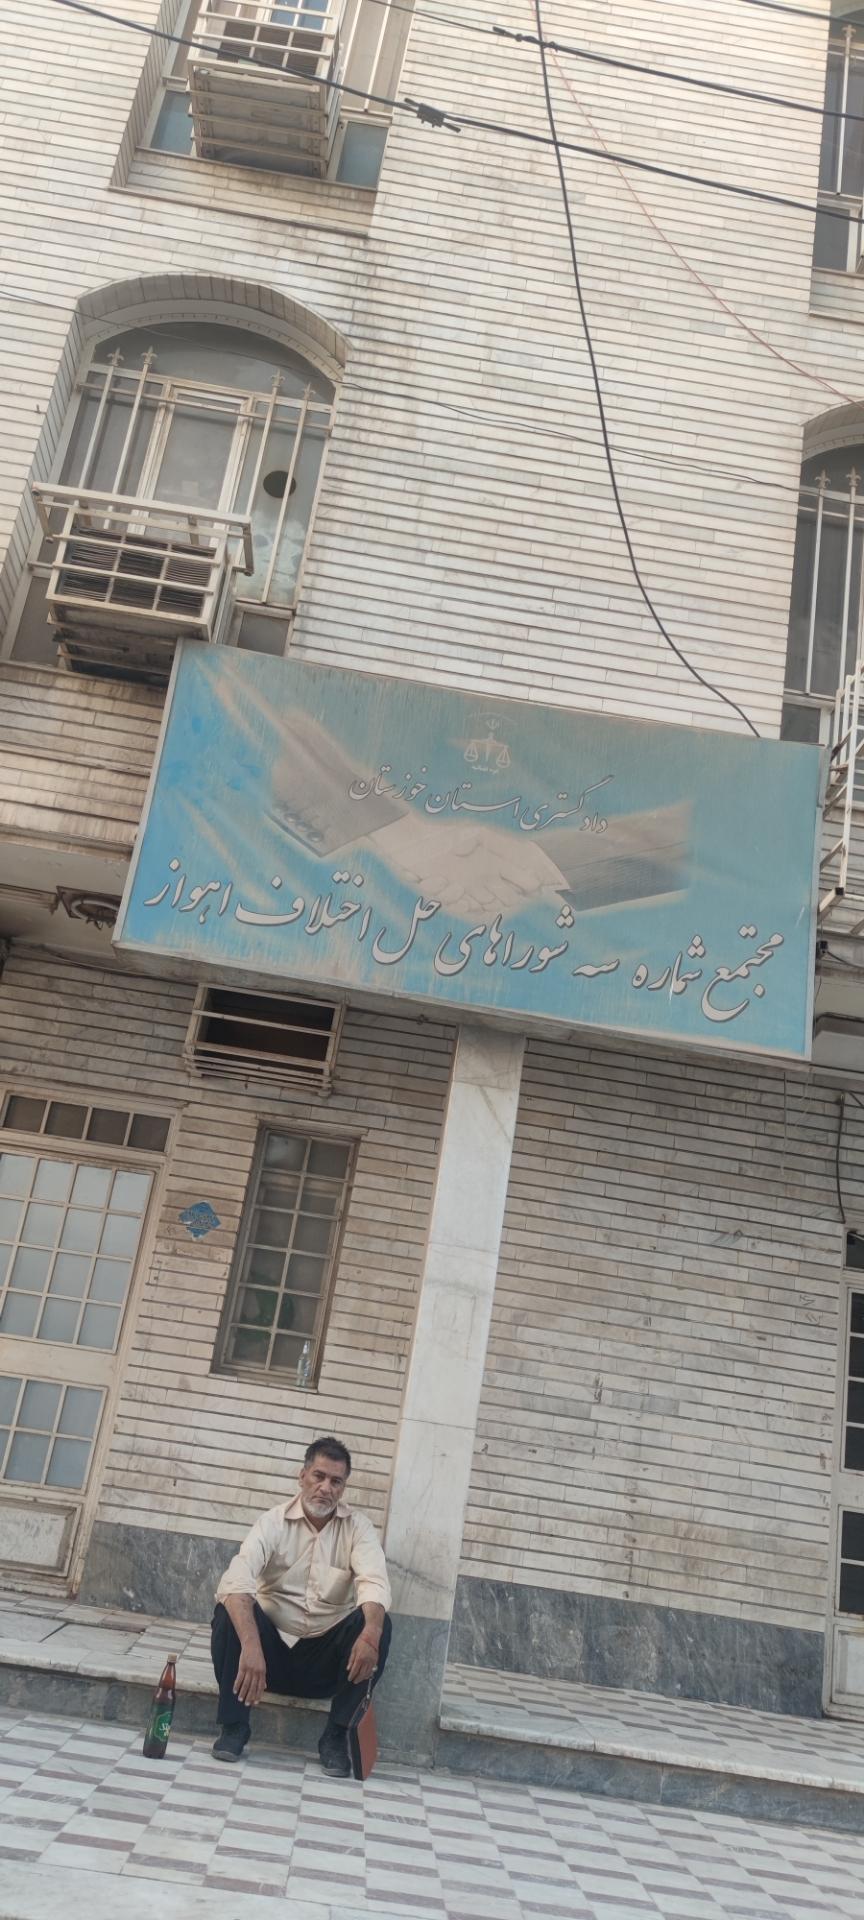 دادگستری استان خوزستان
مجتمع شماره سه شوراهای حل اختلاف اهواز